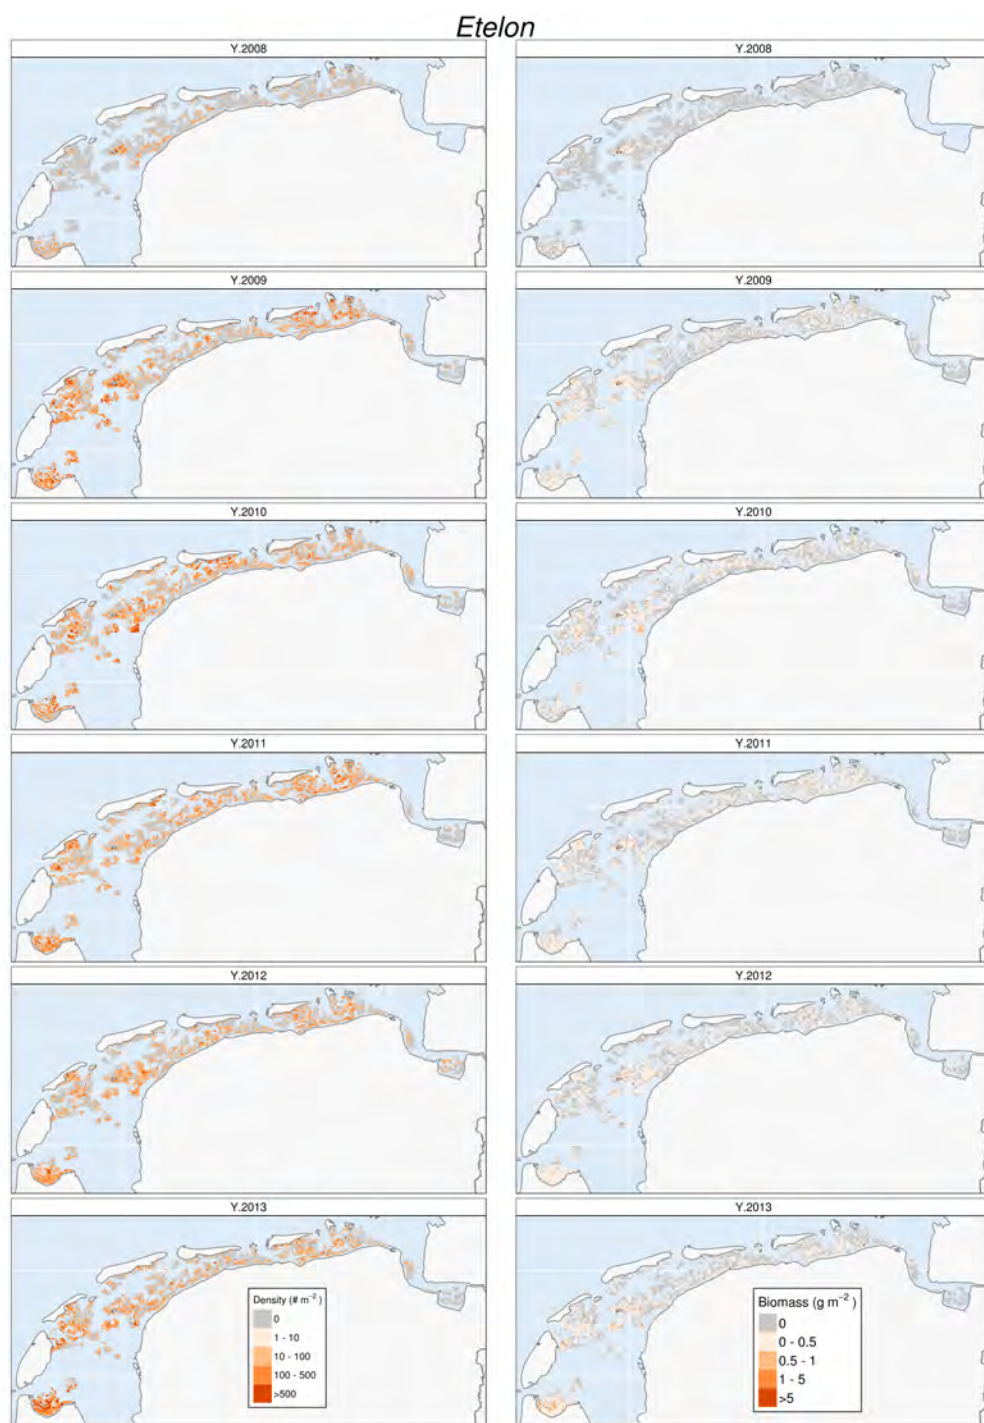 Etelon
Y.2008
Y.2008
Y.2009
Y.2009
Y.2010
Y.2010
Y.2011
Y.2011
Y.2012
Y.2012
Y.2013
Y.2013
Density (# m⁻²)
0
1 - 10
10 - 100
100 - 500
>500
Biomass (g m⁻²)
0
0 - 0.5
0.5 - 1
1 - 5
>5